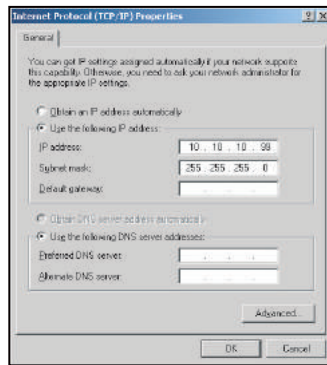 Internet Protocol (TCP/IP) Properties
General
You can get IP settings assigned automatically if your network supports
this capability. Otherwise, you need to ask your network administrator for
the appropriate IP settings.
Obtain an IP address automatically
Use the following IP address:
IP address: 10 . 10 . 10 . 99
Subnet mask: 255 . 255 . 255 . 0
Default gateway: . . .
Obtain DNS server address automatically
Use the following DNS server addresses:
Preferred DNS server: . . .
Alternate DNS server: . . .
Advanced...
OK Cancel